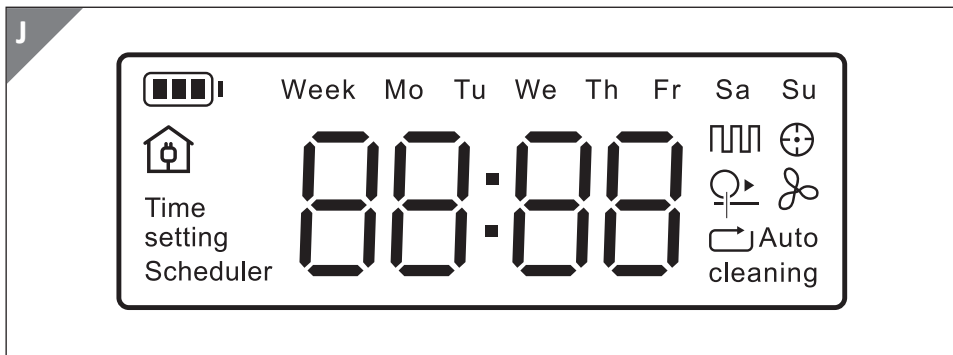 J
Week Mo Tu We Th Fr Sa Su
88:88
Time
setting
Scheduler
Auto
cleaning